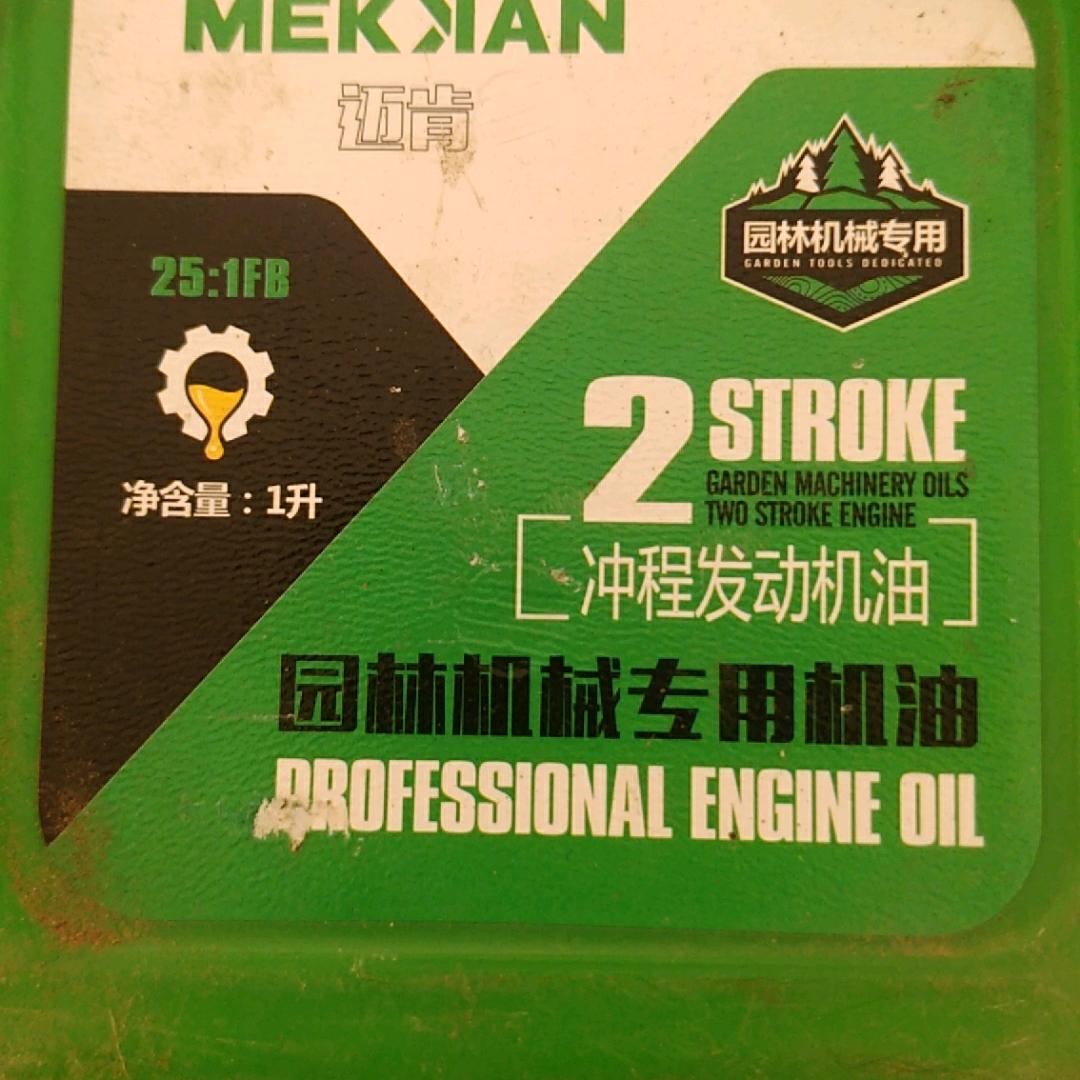 MEKKAN
迈肯
园林机械专用
GARDEN TOOLS DEDICATED
25:1FB
净含量：1升
2 STROKE
GARDEN MACHINERY OILS
TWO STROKE ENGINE
冲程发动机油
园林机械专用机油
PROFESSIONAL ENGINE OIL